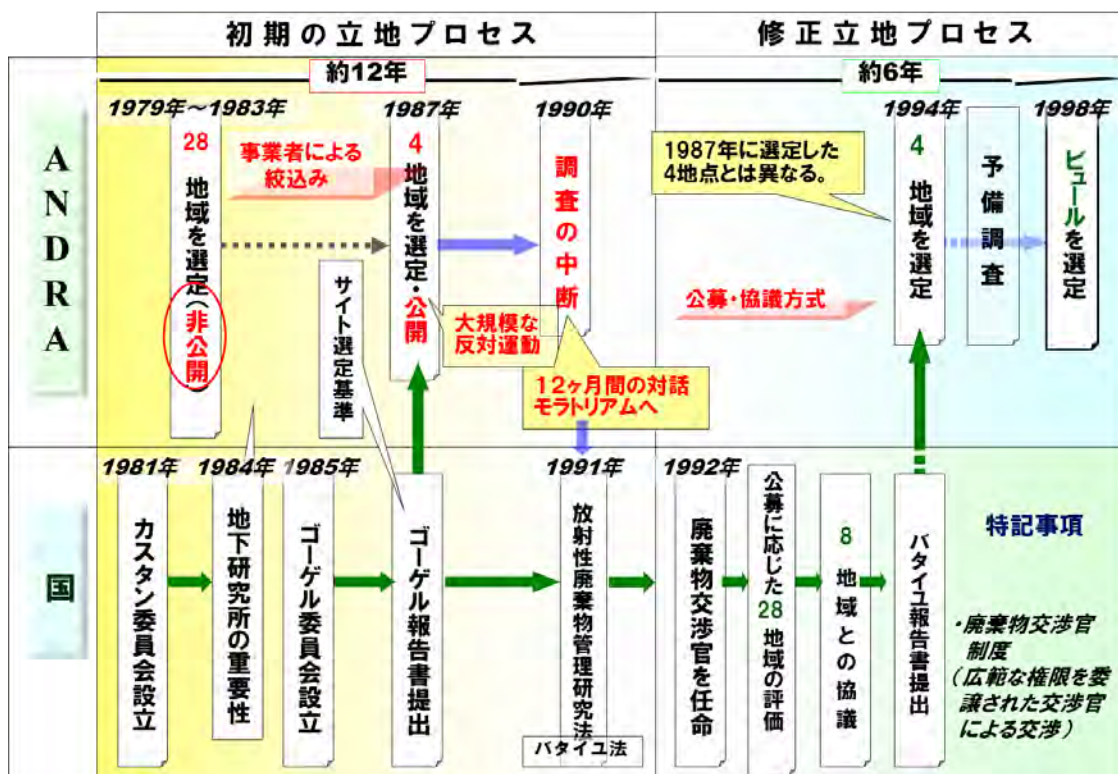 初期の立地プロセス
修正立地プロセス
約12年
約6年
ANDRA
1979年～1983年
28 地域を選定（非公開）
事業者による
絞込み
1987年
4 地域を選定・公開
サイト選定基準
大規模な
反対運動
1990年
調査の中断
12ヶ月間の対話
モラトリアムへ
1987年に選定した
4地点とは異なる。
公募・協議方式
1994年
4 地域を選定
予備調査
1998年
ビュールを選定
国
1981年
カスタン委員会設立
1984年
地下研究所の重要性
1985年
ゴーゲル委員会設立
ゴーゲル報告書提出
1991年
放射性廃棄物管理研究法
バタイユ法
1992年
廃棄物交渉官を任命
公募に応じた28地域の評価
8 地域との協議
バタイユ報告書提出
特記事項
・廃棄物交渉官
制度
（広範な権限を委
譲された交渉官
による交渉）